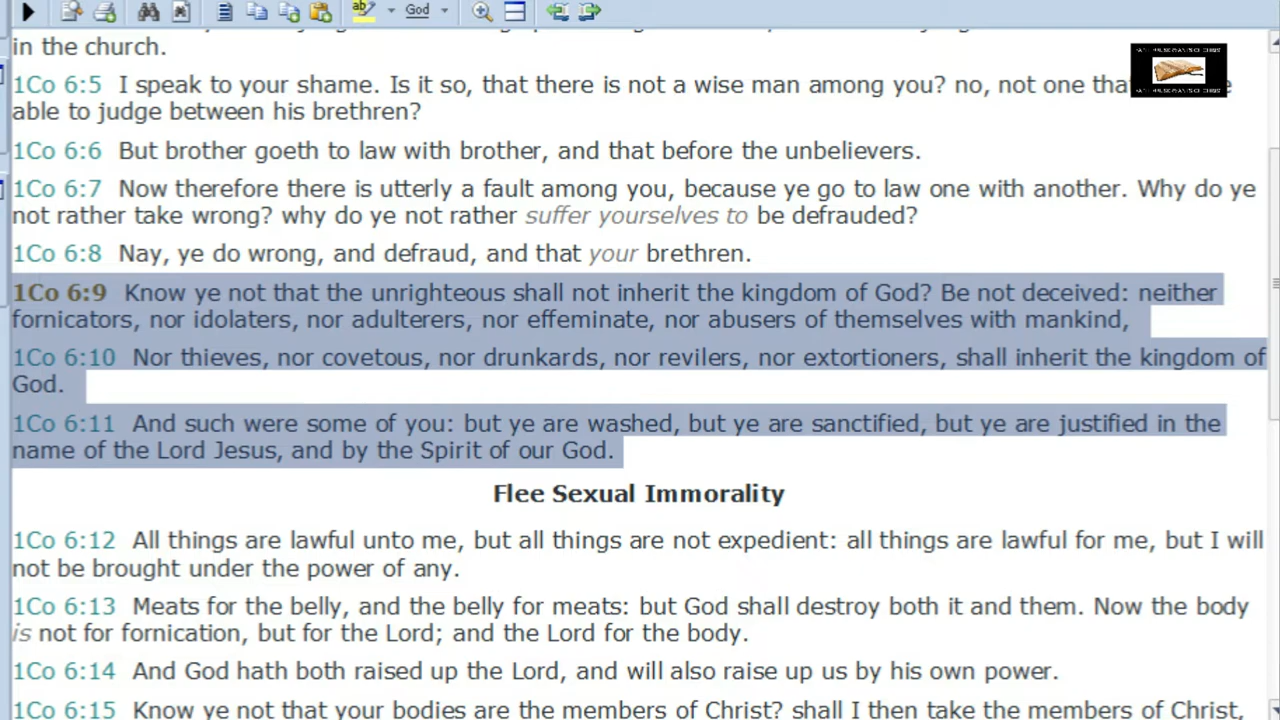 God
in the church.
1Co 6:5 I speak to your shame. Is it so, that there is not a wise man among you? no, not one
able to judge between his brethren?
1Co 6:6 But brother goeth to law with brother, and that before the unbelievers.
1Co 6:7 Now therefore there is utterly a fault among you, because ye go to law one with another. Why do ye
not rather take wrong? why do ye not rather suffer yourselves to be defrauded?
1Co 6:8 Nay, ye do wrong, and defraud, and that your brethren.
1Co 6:9 Know ye not that the unrighteous shall not inherit the kingdom of God? Be not deceived: neither
fornicators, nor idolaters, nor adulterers, nor effeminate, nor abusers of themselves with mankind,
1Co 6:10 Nor thieves, nor covetous, nor drunkards, nor revilers, nor extortioners, shall inherit the kingdom of
God.
1Co 6:11 And such were some of you: but ye are washed, but ye are sanctified, but ye are justified in the
name of the Lord Jesus, and by the Spirit of our God.
Flee Sexual Immorality
1Co 6:12 All things are lawful unto me, but all things are not expedient: all things are lawful for me, but I will
not be brought under the power of any.
1Co 6:13 Meats for the belly, and the belly for meats: but God shall destroy both it and them. Now the body
is not for fornication, but for the Lord; and the Lord for the body.
1Co 6:14 And God hath both raised up the Lord, and will also raise up us by his own power.
1Co 6:15 Know ye not that your bodies are the members of Christ? shall I then take the members of Christ,